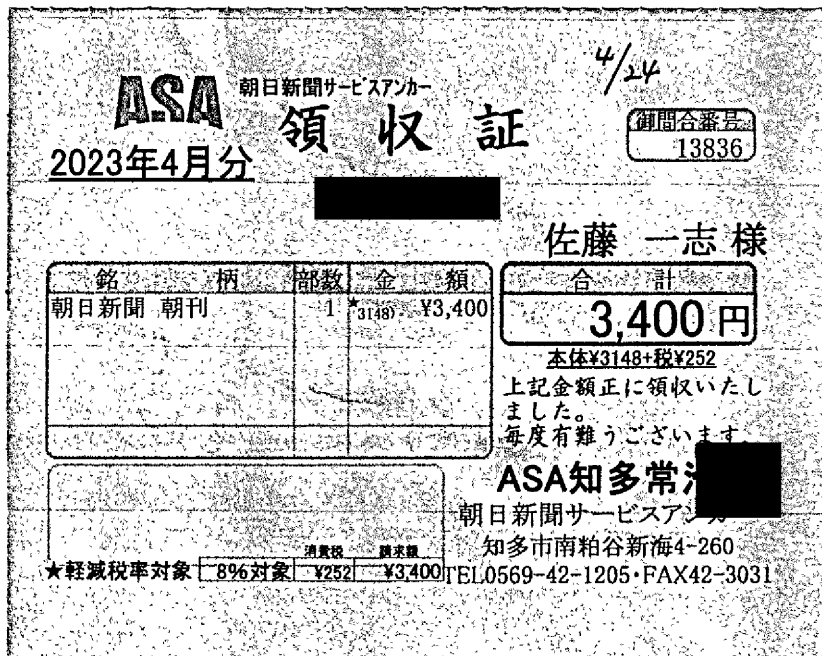 4/24
ASA 朝日新聞サービスアンカー
領収証
御問合番号
13836
2023年4月分
佐藤 一志 様
銘柄 部数 金額
朝日新聞 朝刊 1 ★3148) ¥3,400
合計
3,400円
本体¥3148+税¥252
上記金額正に領収いたし
ました。
毎度有難うございます。
ASA知多常
朝日新聞サービスアンカー
知多市南粕谷新海4-260
TEL0569-42-1205・FAX42-3031
消費税 請求額
★軽減税率対象 8%対象 ¥252 ¥3,400